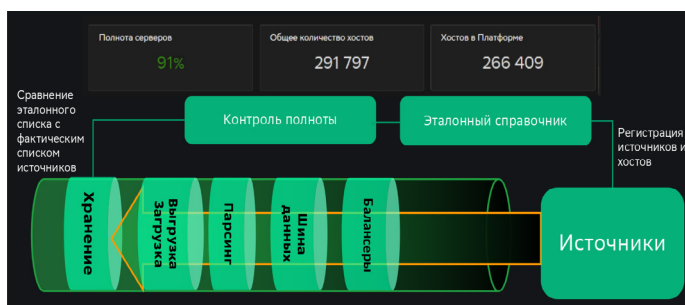 Полнота серверов
91%
Общее количество хостов
291 797
Хостов в Платформе
266 409
Сравнение
эталонного
списка с
фактическим
списком
источников
Контроль полноты
Эталонный справочник
Регистрация
источников и
хостов
Хранение
Выгрузка
Загрузка
Парсинг
Шина
данных
Балансеры
Источники